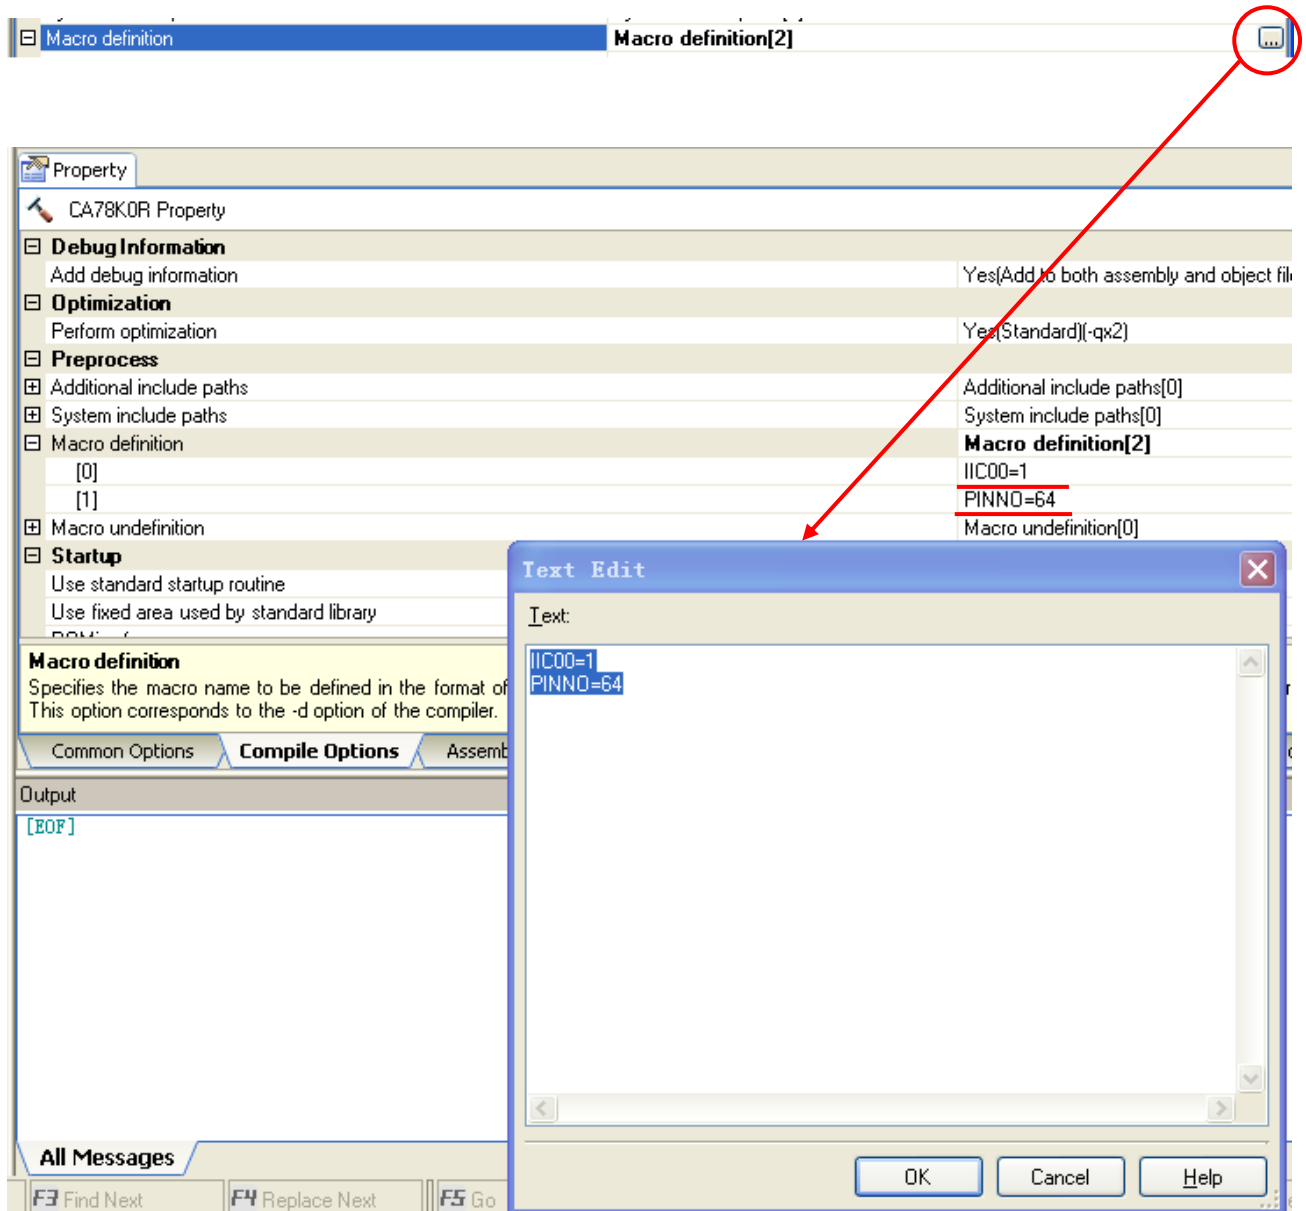 Macro definition Macro definition[2] ...
Property
CA78K0R Property
Debug Information
Add debug information Yes(Add to both assembly and object
Optimization
Perform optimization Yes(Standard)(-qx2)
Preprocess
Additional include paths Additional include paths[0]
System include paths System include paths[0]
Macro definition Macro definition[2]
[0] IIC00=1
[1] PINNO=64
Macro undefinition Macro undefinition[0]
Startup
Use standard startup routine
Use fixed area used by standard library
Macro definition
Specifies the macro name to be defined in the format of
This option corresponds to the -d option of the compiler.
Common Options Compile Options
Output
[EOF]
All Messages
F3 Find Next F4 Replace Next F5 Go
Text Edit
Text:
IIC00=1
PINNO=64
OK Cancel Help